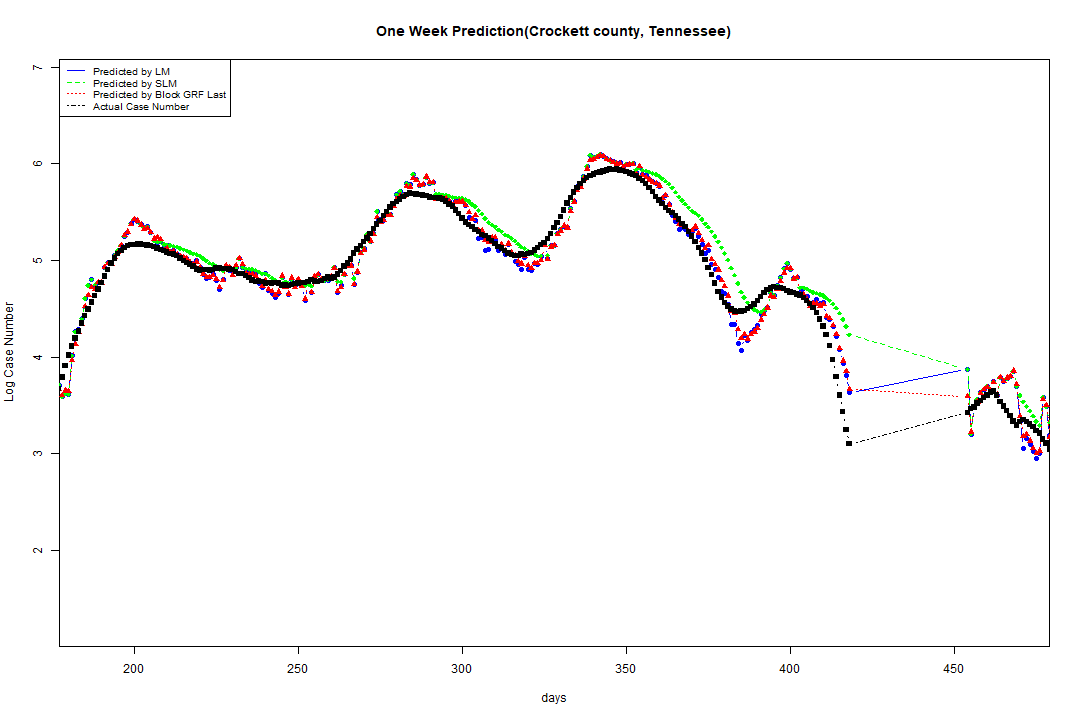 One Week Prediction(Crockett county, Tennessee)
Predicted by LM
Predicted by SLM
Predicted by Block GRF Last
Actual Case Number
7
6
5
4
3
2
Log Case Number
200 250 300 350 400 450
days